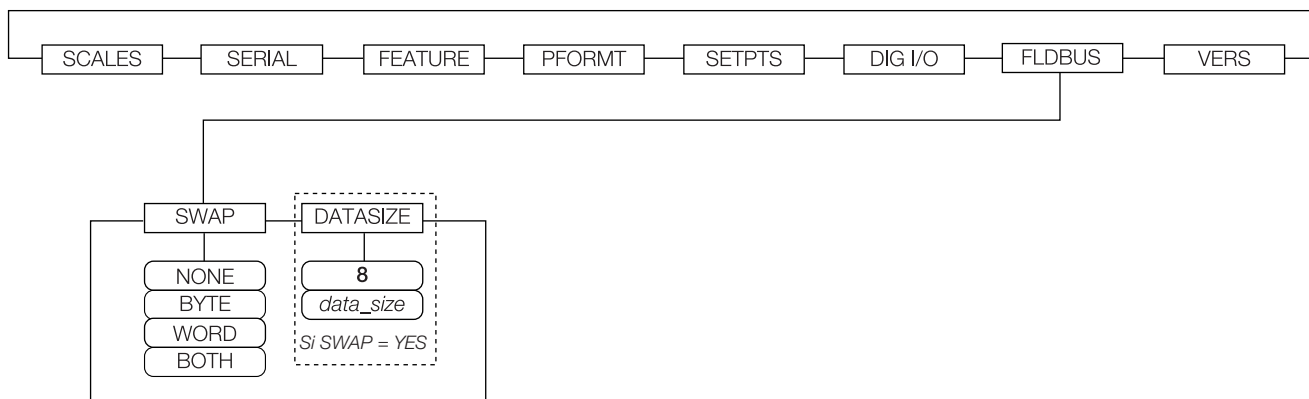 SCALES SERIAL FEATURE PFORMT SETPTS DIG I/O FLDBUS VERS
SWAP DATASIZE
NONE 8
BYTE data_size
WORD
Si SWAP = YES
BOTH